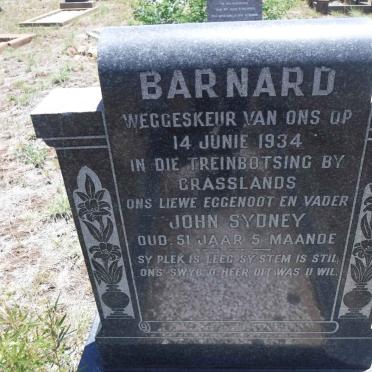 BARNARD
WEGGESKEUR VAN ONS OP
14 JUNIE 1934
IN DIE TREINBOTSING BY
GRASSLANDS
ONS LIEWE EGGENOOT EN VADER
JOHN SYDNEY
OUD 51 JAAR 5 MAANDE
SY PLEK IS LEEG SY STEM IS STIL
ONS SWYG O HEER DIT WAS U WIL